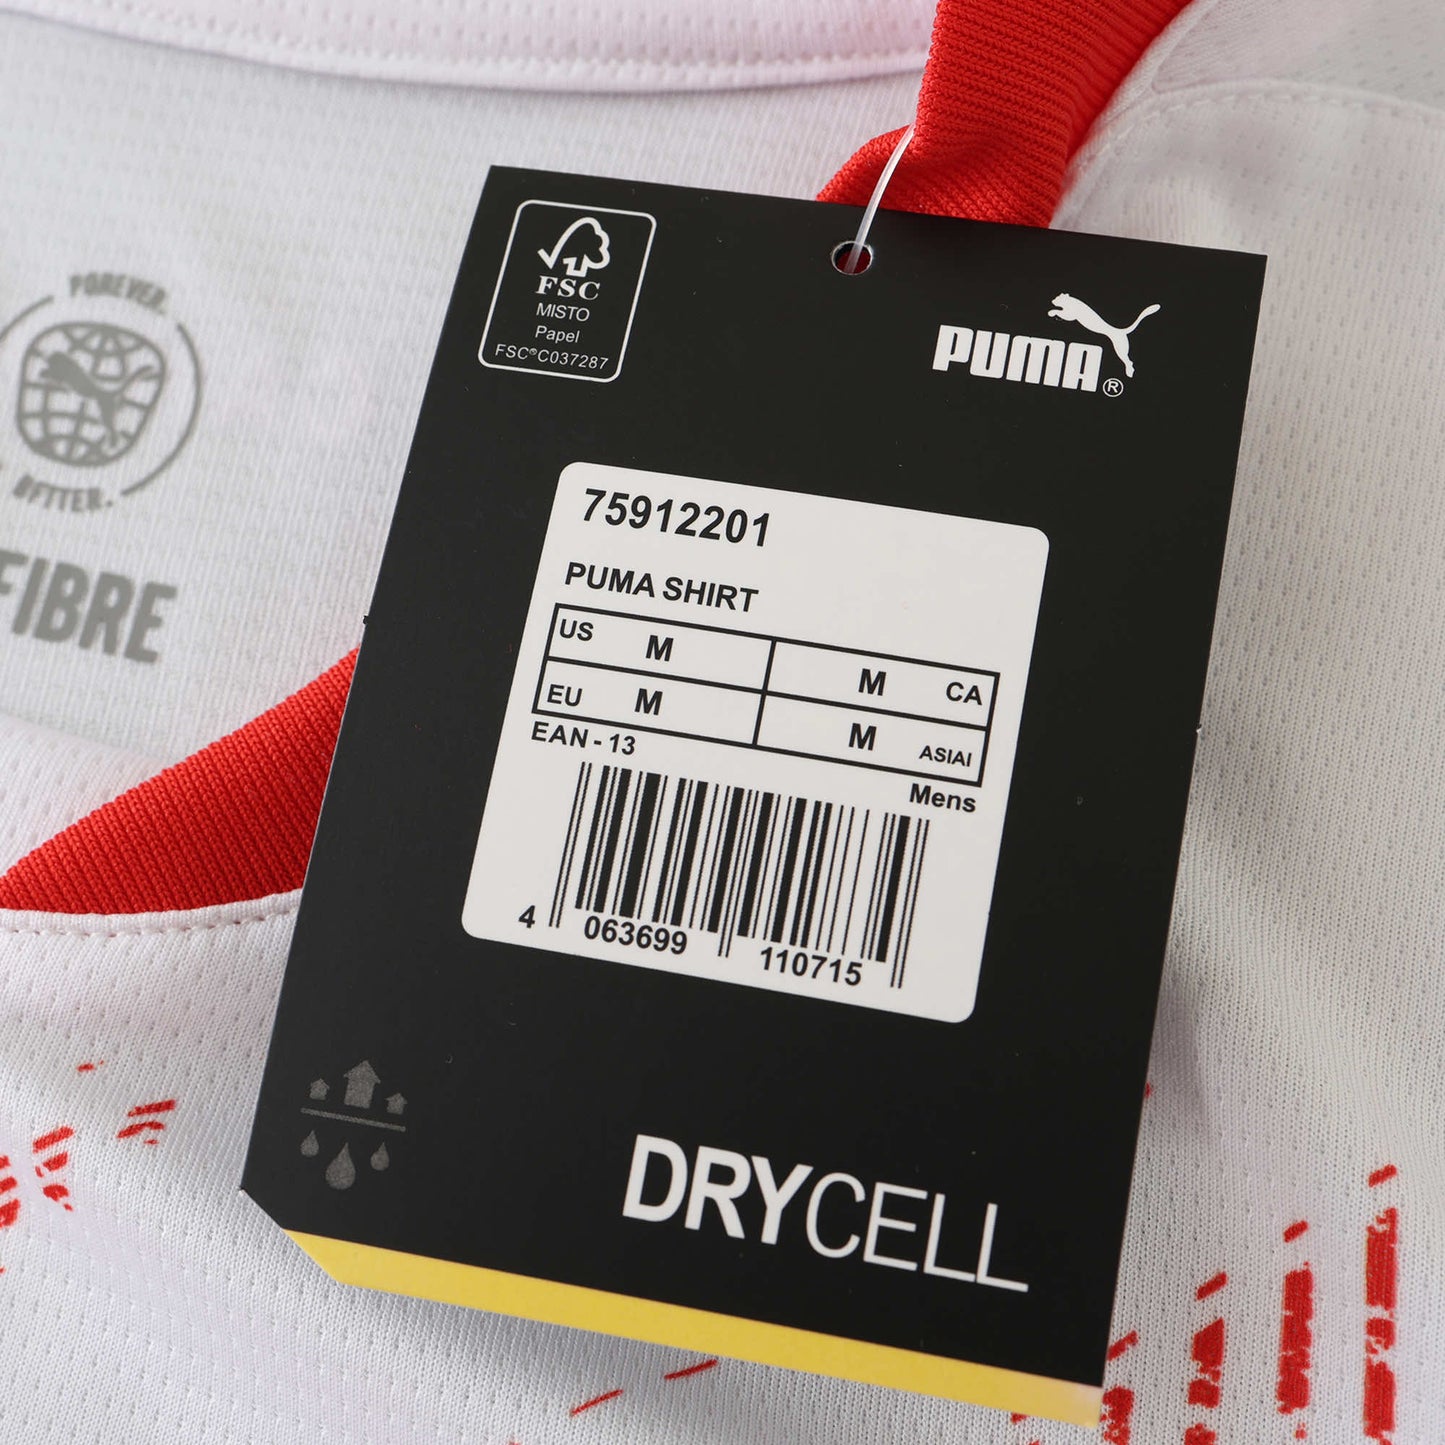 FOREVER.
BETTER.
FIBRE
FSC
MISTO
Papel
FSC®C037287
PUMA®
75912201
PUMA SHIRT
US M M CA
EU M M ASIAI
EAN - 13
Mens
4 063699 110715
DRYCELL